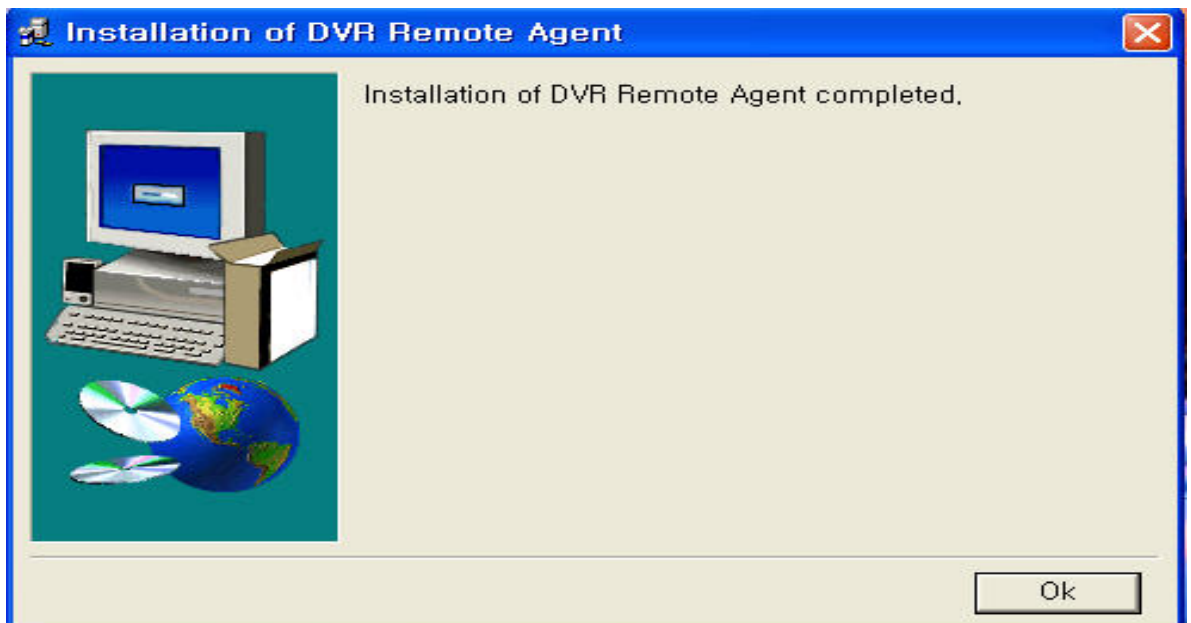 Installation of DVR Remote Agent
Installation of DVR Remote Agent completed,
Ok